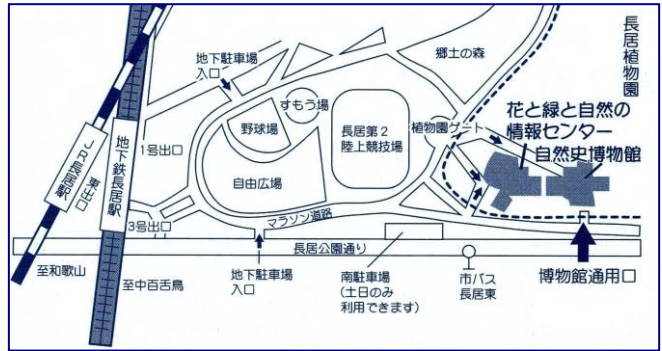 長居植物園
郷土の森
地下駐車場
入口
すもう場
野球場
長居第2
陸上競技場
植物園ゲート
花と緑と自然の
情報センター
自然史博物館
JR長居駅
東出口
地下鉄長居駅
1号出口
自由広場
3号出口
マラソン道路
長居公園通り
至和歌山
至中百舌鳥
地下駐車場
入口
南駐車場
(土日のみ
利用できます)
市バス
長居東
博物館通用口